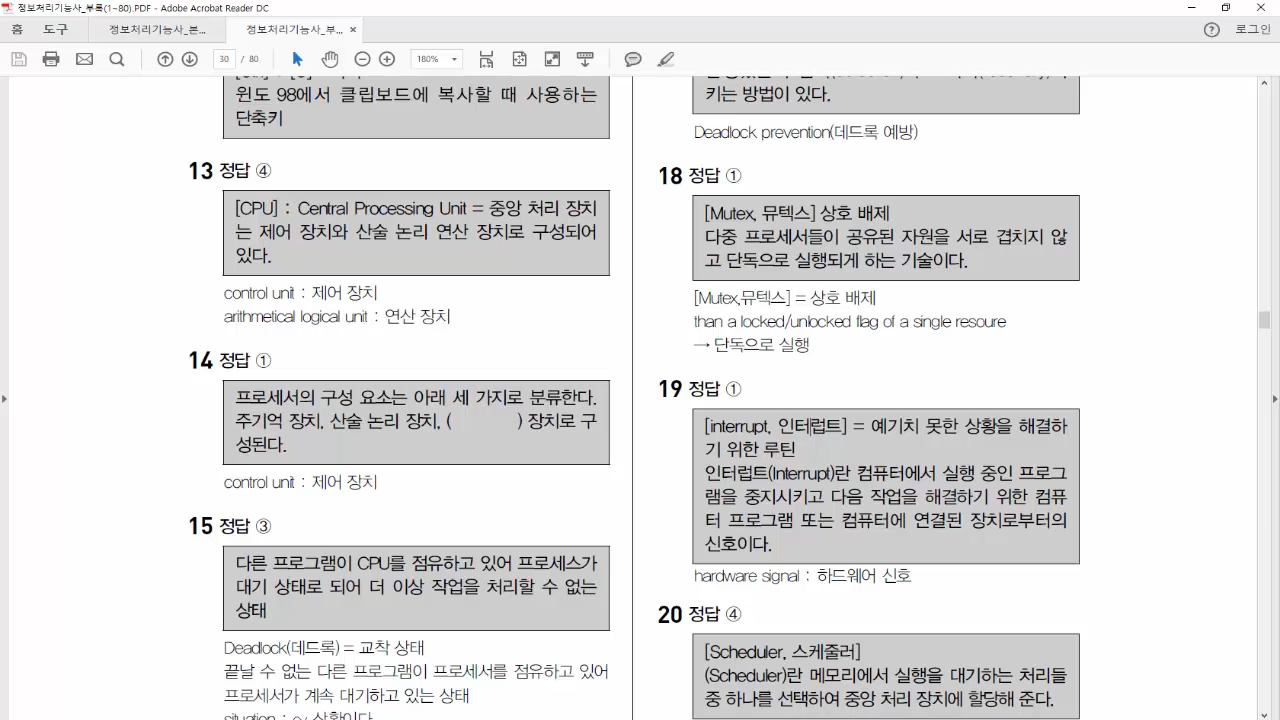 정보처리기능사_부록(1~80).PDF - Adobe Acrobat Reader DC
홈 도구 정보처리기능사_본... 정보처리기능사_부... × 로그인
30 / 80 180%
윈도 98에서 클립보드에 복사할 때 사용하는
단축키
13 정답 ④
[CPU] : Central Processing Unit = 중앙 처리 장치
는 제어 장치와 산술 논리 연산 장치로 구성되어
있다.
control unit : 제어 장치
arithmetical logical unit : 연산 장치
14 정답 ①
프로세서의 구성 요소는 아래 세 가지로 분류한다.
주기억 장치, 산술 논리 장치, ( ) 장치로 구
성된다.
control unit : 제어 장치
15 정답 ③
다른 프로그램이 CPU를 점유하고 있어 프로세스가
대기 상태로 되어 더 이상 작업을 처리할 수 없는
상태
Deadlock(데드록) = 교착 상태
끝날 수 없는 다른 프로그램이 프로세서를 점유하고 있어
프로세서가 계속 대기하고 있는 상태
situation : ~ 상황이다
키는 방법이 있다.
Deadlock prevention(데드록 예방)
18 정답 ①
[Mutex, 뮤텍스] 상호 배제
다중 프로세서들이 공유된 자원을 서로 겹치지 않
고 단독으로 실행되게 하는 기술이다.
[Mutex,뮤텍스] = 상호 배제
than a locked/unlocked flag of a single resoure
→ 단독으로 실행
19 정답 ①
[interrupt, 인터럽트] = 예기치 못한 상황을 해결하
기 위한 루틴
인터럽트(Interrupt)란 컴퓨터에서 실행 중인 프로그
램을 중지시키고 다음 작업을 해결하기 위한 컴퓨
터 프로그램 또는 컴퓨터에 연결된 장치로부터의
신호이다.
hardware signal : 하드웨어 신호
20 정답 ④
[Scheduler, 스케줄러]
(Scheduler)란 메모리에서 실행을 대기하는 처리들
중 하나를 선택하여 중앙 처리 장치에 할당해 준다.